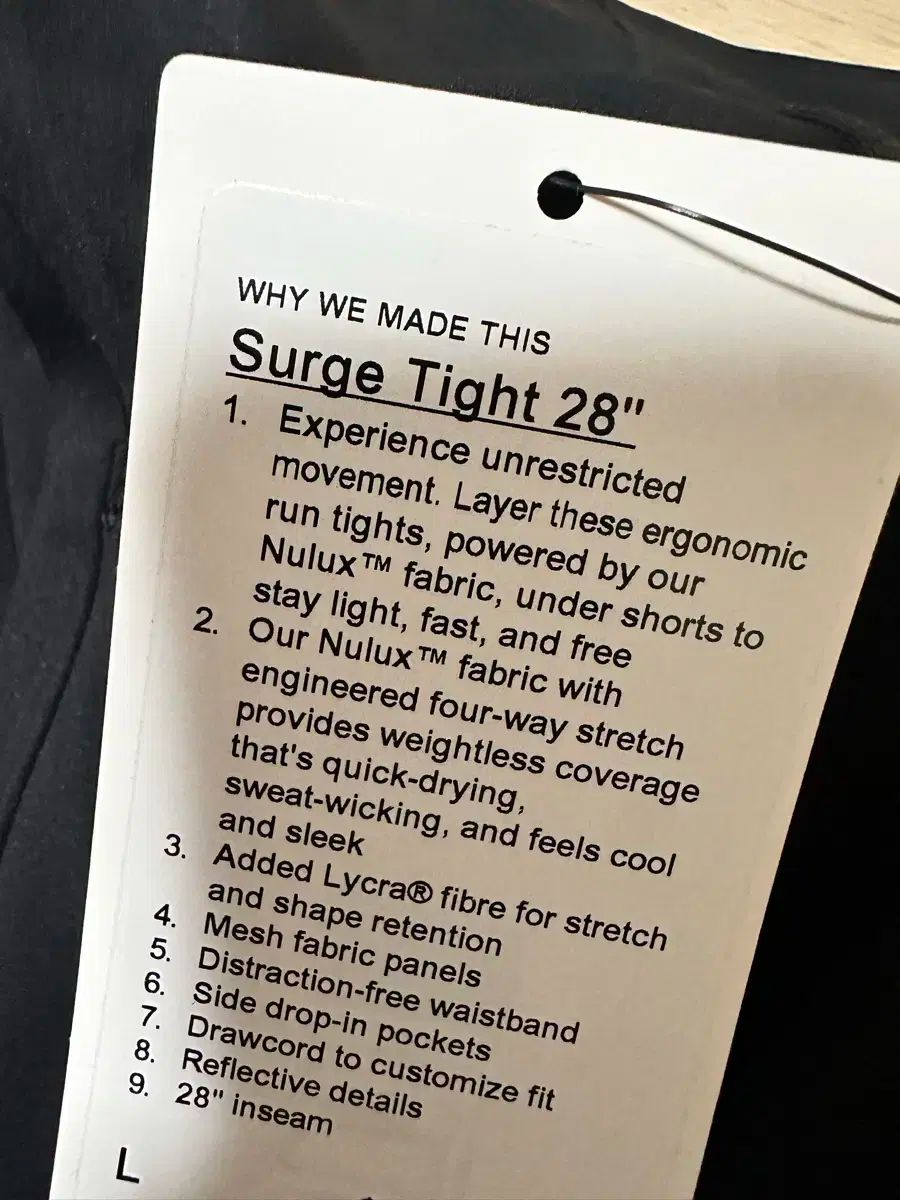 WHY WE MADE THIS
Surge Tight 28"
1. Experience unrestricted
movement. Layer these ergonomic
run tights, powered by our
Nulux™ fabric, under shorts to
stay light, fast, and free
2. Our Nulux™ fabric with
engineered four-way stretch
provides weightless coverage
that's quick-drying,
sweat-wicking, and feels cool
and sleek
3. Added Lycra® fibre for stretch
and shape retention
4. Mesh fabric panels
5. Distraction-free waistband
6. Side drop-in pockets
7. Drawcord to customize fit
8. Reflective details
9. 28" inseam
L